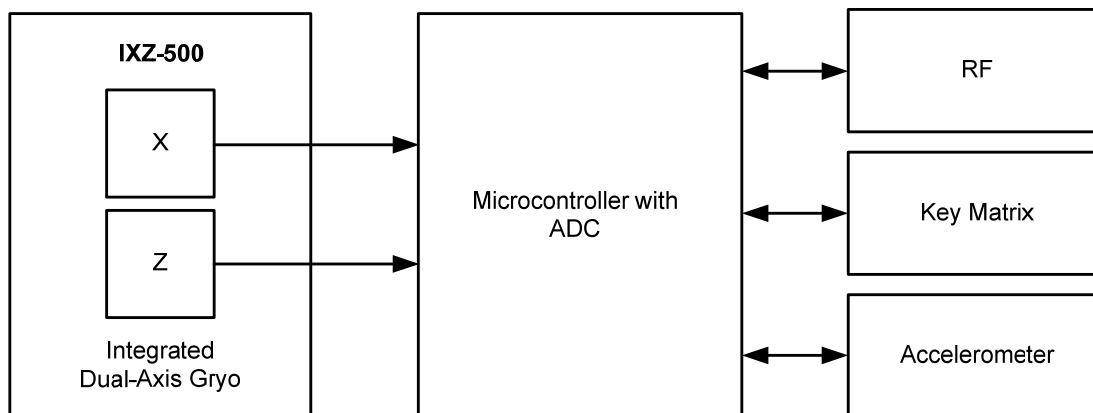 IXZ-500
X
Z
Integrated
Dual-Axis Gryo
Microcontroller with
ADC
RF
Key Matrix
Accelerometer